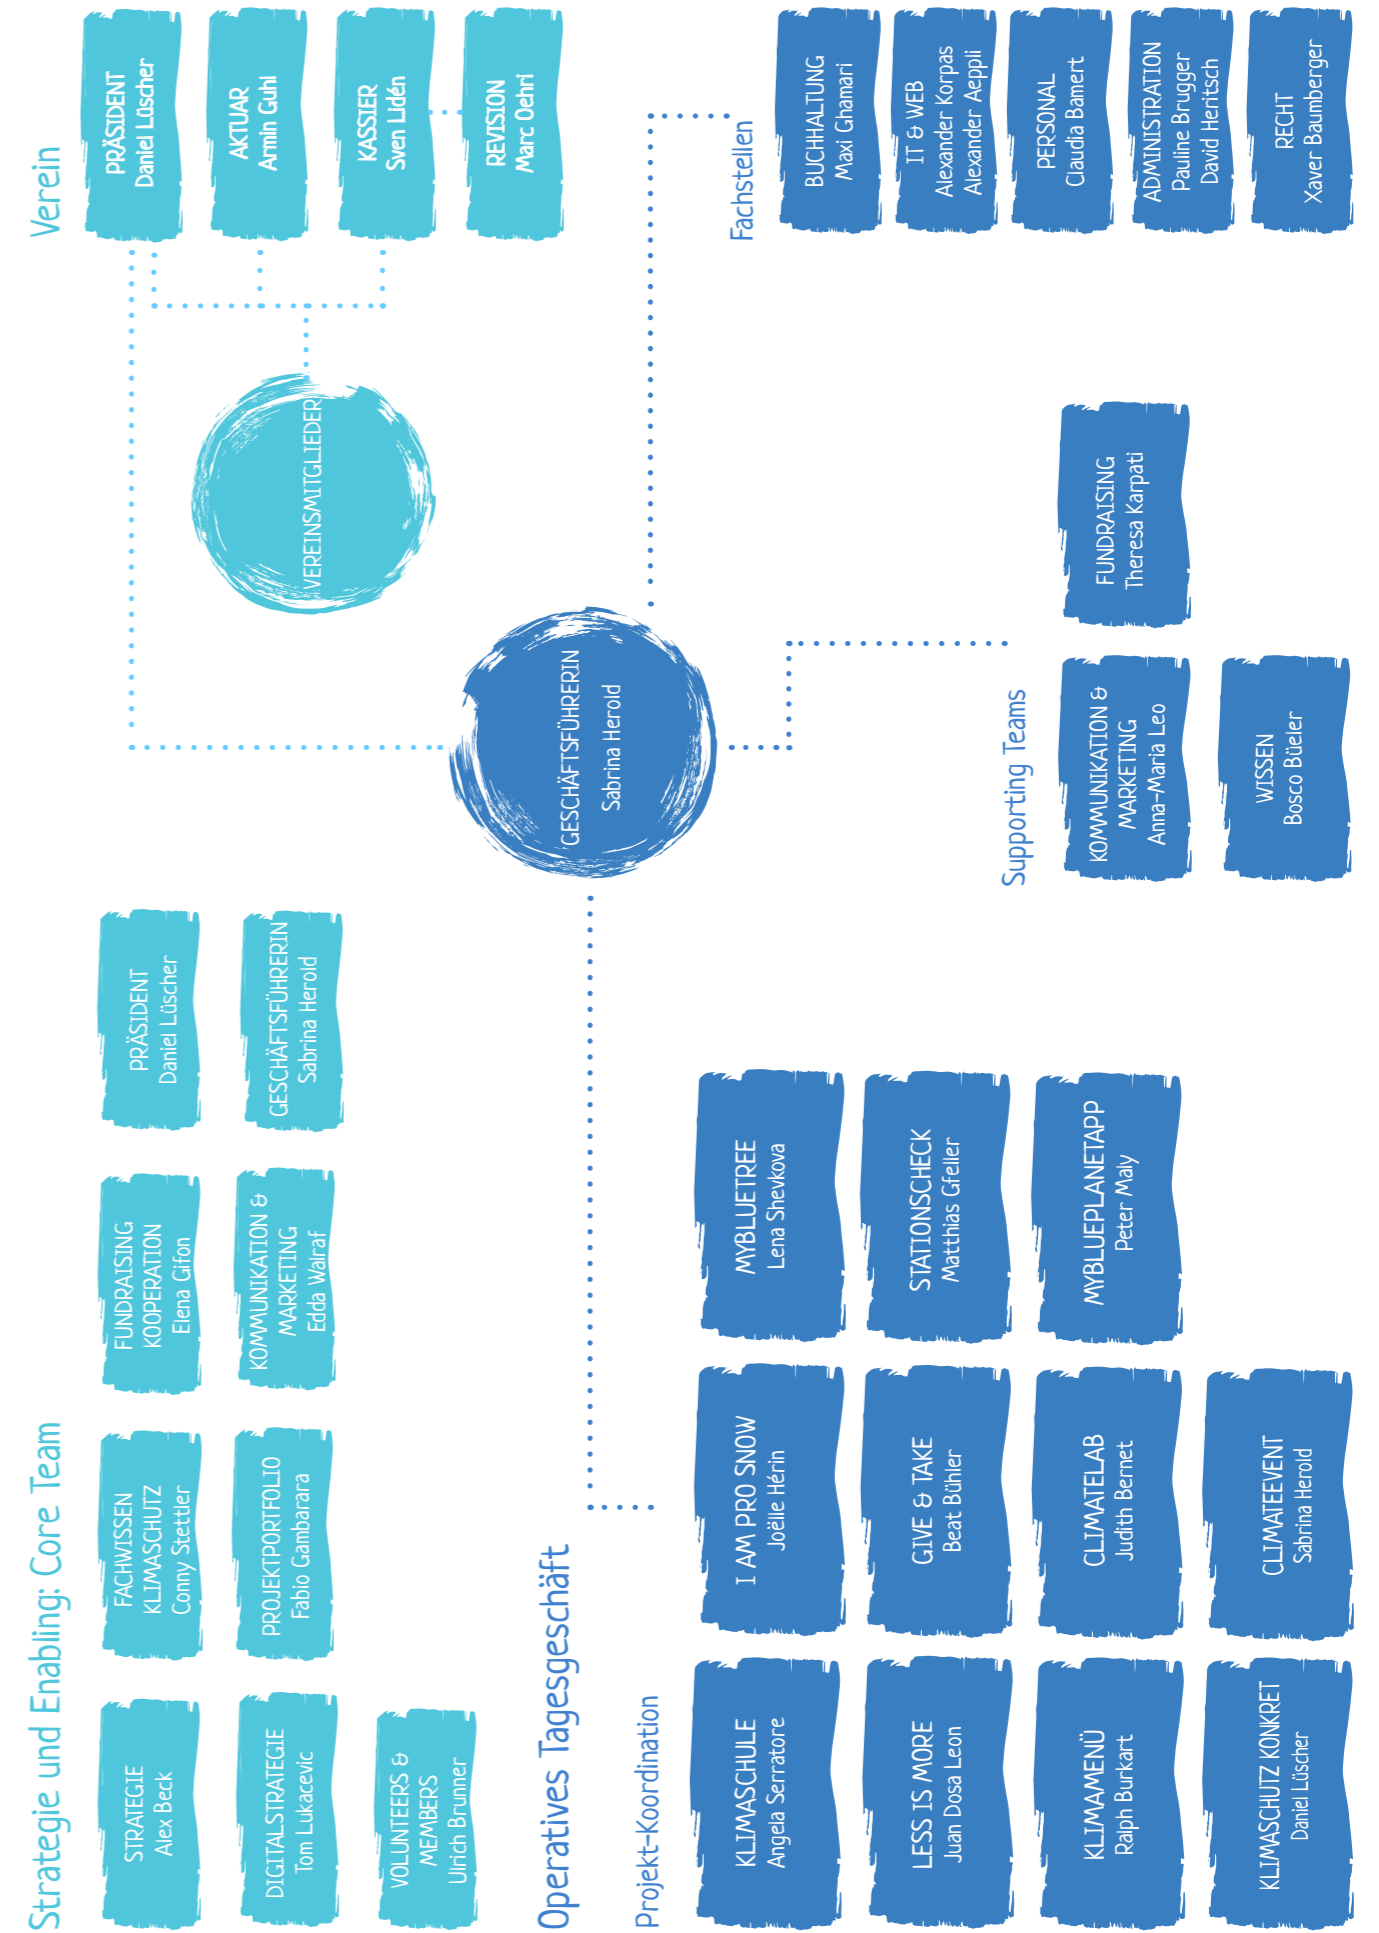 Strategie und Enabling: Core Team
STRATEGIE
Alex Beck
FACHWISSEN
KLIMASCHUTZ
Conny Stettler
FUNDRAISING
KOOPERATION
Elena Gifon
PRÄSIDENT
Daniel Lüscher
DIGITALSTRATEGIE
Tom Lukacevic
PROJEKTPORTFOLIO
Fabio Gambarara
KOMMUNIKATION &
MARKETING
Edda Walraf
GESCHÄFTSFÜHRERIN
Sabrina Herold
VOLUNTEERS &
MEMBERS
Ulrich Brunner
Verein
PRÄSIDENT
Daniel Lüscher
AKTUAR
Armin Guhl
KASSIER
Sven Lidén
REVISION
Marc Oehri
VEREINSMITGLIEDER
GESCHÄFTSFÜHRERIN
Sabrina Herold
Operatives Tagesgeschäft
Projekt-Koordination
KLIMASCHULE
Angela Serratore
I AM PRO SNOW
Joëlle Hérin
MYBLUETREE
Lena Shevkova
LESS IS MORE
Juan Dosa Leon
GIVE & TAKE
Beat Bühler
STATIONSCHECK
Matthias Gfeller
KLIMAMENÜ
Ralph Burkart
CLIMATELAB
Judith Bernet
MYBLUEPLANETAPP
Peter Maly
KLIMASCHUTZ KONKRET
Daniel Lüscher
CLIMATEEVENT
Sabrina Herold
Supporting Teams
KOMMUNIKATION &
MARKETING
Anna-Maria Leo
FUNDRAISING
Theresa Karpati
WISSEN
Bosco Büeler
Fachstellen
BUCHHALTUNG
Maxi Ghamari
IT & WEB
Alexander Korpas
Alexander Aeppli
PERSONAL
Claudia Bamert
ADMINISTRATION
Pauline Brugger
David Heritsch
RECHT
Xaver Baumberger